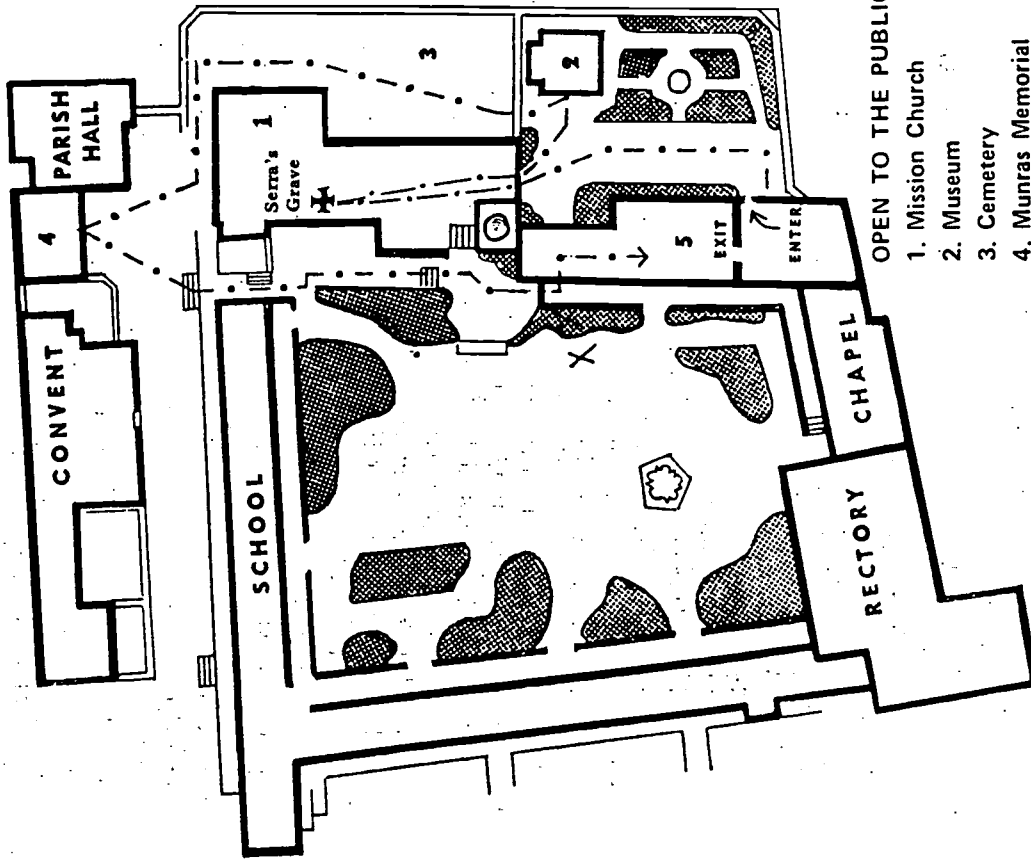 PARISH
HALL
4
CONVENT
1
Serra's
Grave
3
2
SCHOOL
5
EXIT
ENTER
X
CHAPEL
RECTORY
OPEN TO THE PUBLIC
1. Mission Church
2. Museum
3. Cemetery
4. Munras Memorial